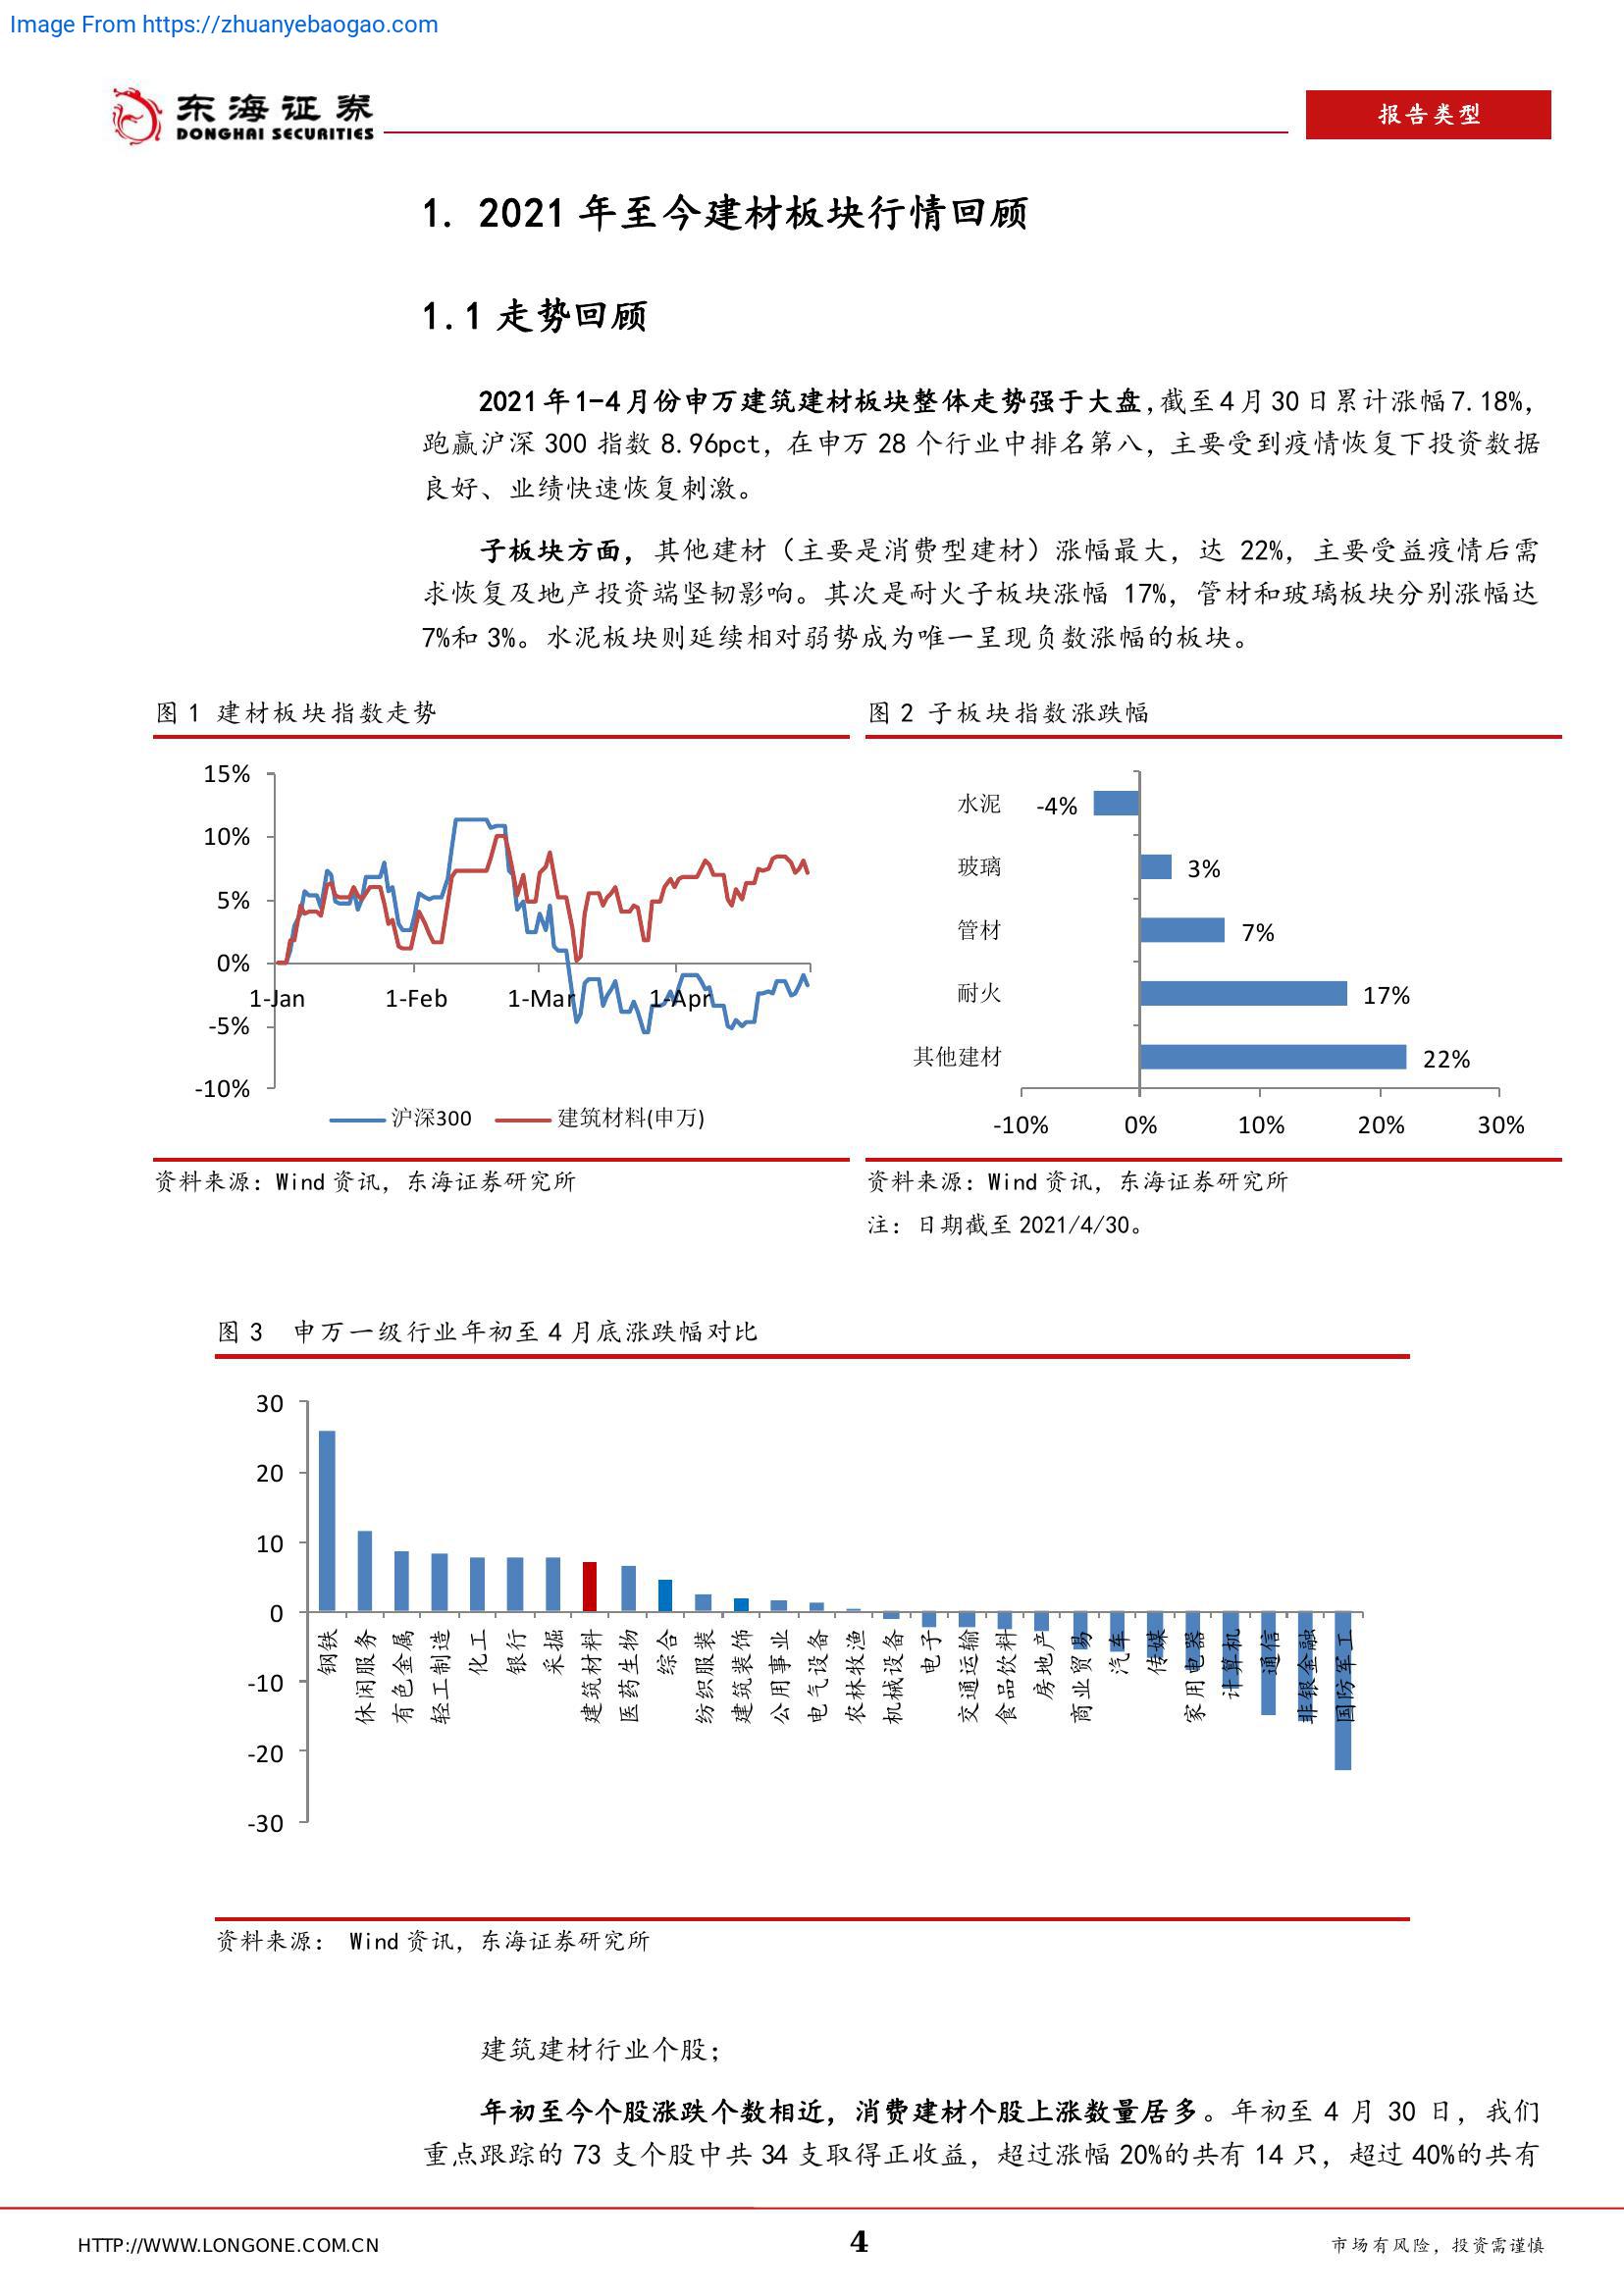 Image From https://zhuanyebaogao.com
东海证券
DONGHAI SECURITIES
报告类型
1. 2021 年至今建材板块行情回顾
1.1 走势回顾
2021 年 1-4 月份申万建筑建材板块整体走势强于大盘,截至 4 月 30 日累计涨幅 7.18%,
跑赢沪深 300 指数 8.96pct，在申万 28 个行业中排名第八，主要受到疫情恢复下投资数据
良好、业绩快速恢复刺激。
子板块方面，其他建材（主要是消费型建材）涨幅最大，达 22%，主要受益疫情后需
求恢复及地产投资端坚韧影响。其次是耐火子板块涨幅 17%，管材和玻璃板块分别涨幅达
7%和 3%。水泥板块则延续相对弱势成为唯一呈现负数涨幅的板块。
图 1 建材板块指数走势
15%
10%
5%
0%
1-Jan 1-Feb 1-Mar 1-Apr
-5%
-10%
沪深300 建筑材料(申万)
资料来源：Wind 资讯，东海证券研究所
图 2 子板块指数涨跌幅
水泥 -4%
玻璃 3%
管材 7%
耐火 17%
其他建材 22%
-10% 0% 10% 20% 30%
资料来源：Wind 资讯，东海证券研究所
注：日期截至 2021/4/30。
图 3 申万一级行业年初至 4 月底涨跌幅对比
30
20
10
0
-10
-20
-30
钢铁
休闲服务
有色金属
轻工制造
化工
银行
采掘
建筑材料
医药生物
综合
纺织服装
建筑装饰
公用事业
电气设备
农林牧渔
机械设备
电子
交通运输
食品饮料
房地产
商业贸易
汽车
传媒
家用电器
计算机
通信
非银金融
国防军工
资料来源： Wind 资讯，东海证券研究所
建筑建材行业个股；
年初至今个股涨跌个数相近，消费建材个股上涨数量居多。年初至 4 月 30 日，我们
重点跟踪的 73 支个股中共 34 支取得正收益，超过涨幅 20%的共有 14 只，超过 40%的共有
HTTP://WWW.LONGONE.COM.CN
4
市场有风险，投资需谨慎